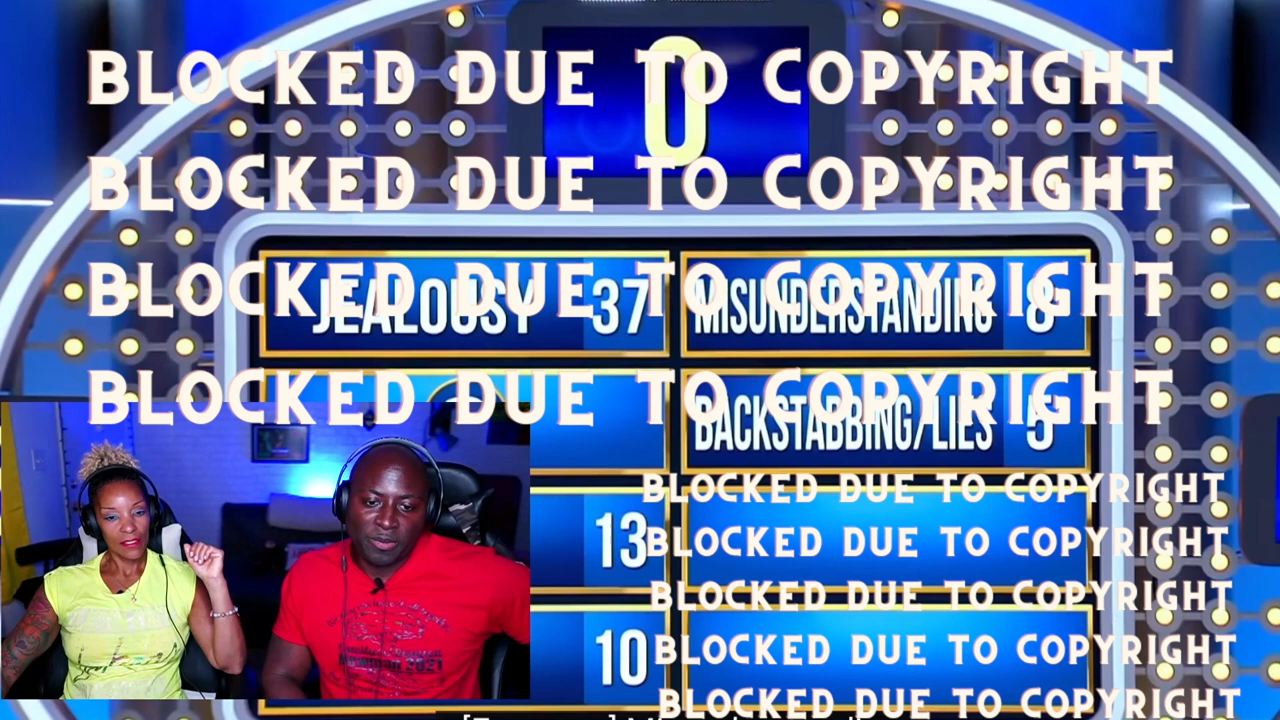 0
BLOCKED DUE TO COPYRIGHT
BLOCKED DUE TO COPYRIGHT
BLOCKED DUE TO COPYRIGHT
JEALOUSY 37 MISUNDERSTANDING 8
BLOCKED DUE TO COPYRIGHT
BACKSTABBING/LIES 5
BLOCKED DUE TO COPYRIGHT
13
BLOCKED DUE TO COPYRIGHT
BLOCKED DUE TO COPYRIGHT
10
BLOCKED DUE TO COPYRIGHT
2021
BLOCKED DUE TO COPYRIGHT